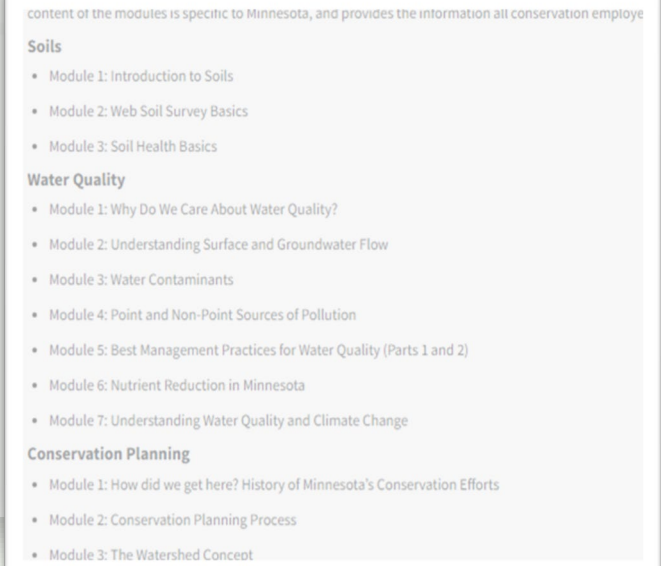 content of the modules is specific to Minnesota, and provides the information all conservation employe
Soils
• Module 1: Introduction to Soils
• Module 2: Web Soil Survey Basics
• Module 3: Soil Health Basics
Water Quality
• Module 1: Why Do We Care About Water Quality?
• Module 2: Understanding Surface and Groundwater Flow
• Module 3: Water Contaminants
• Module 4: Point and Non-Point Sources of Pollution
• Module 5: Best Management Practices for Water Quality (Parts 1 and 2)
• Module 6: Nutrient Reduction in Minnesota
• Module 7: Understanding Water Quality and Climate Change
Conservation Planning
• Module 1: How did we get here? History of Minnesota's Conservation Efforts
• Module 2: Conservation Planning Process
• Module 3: The Watershed Concept